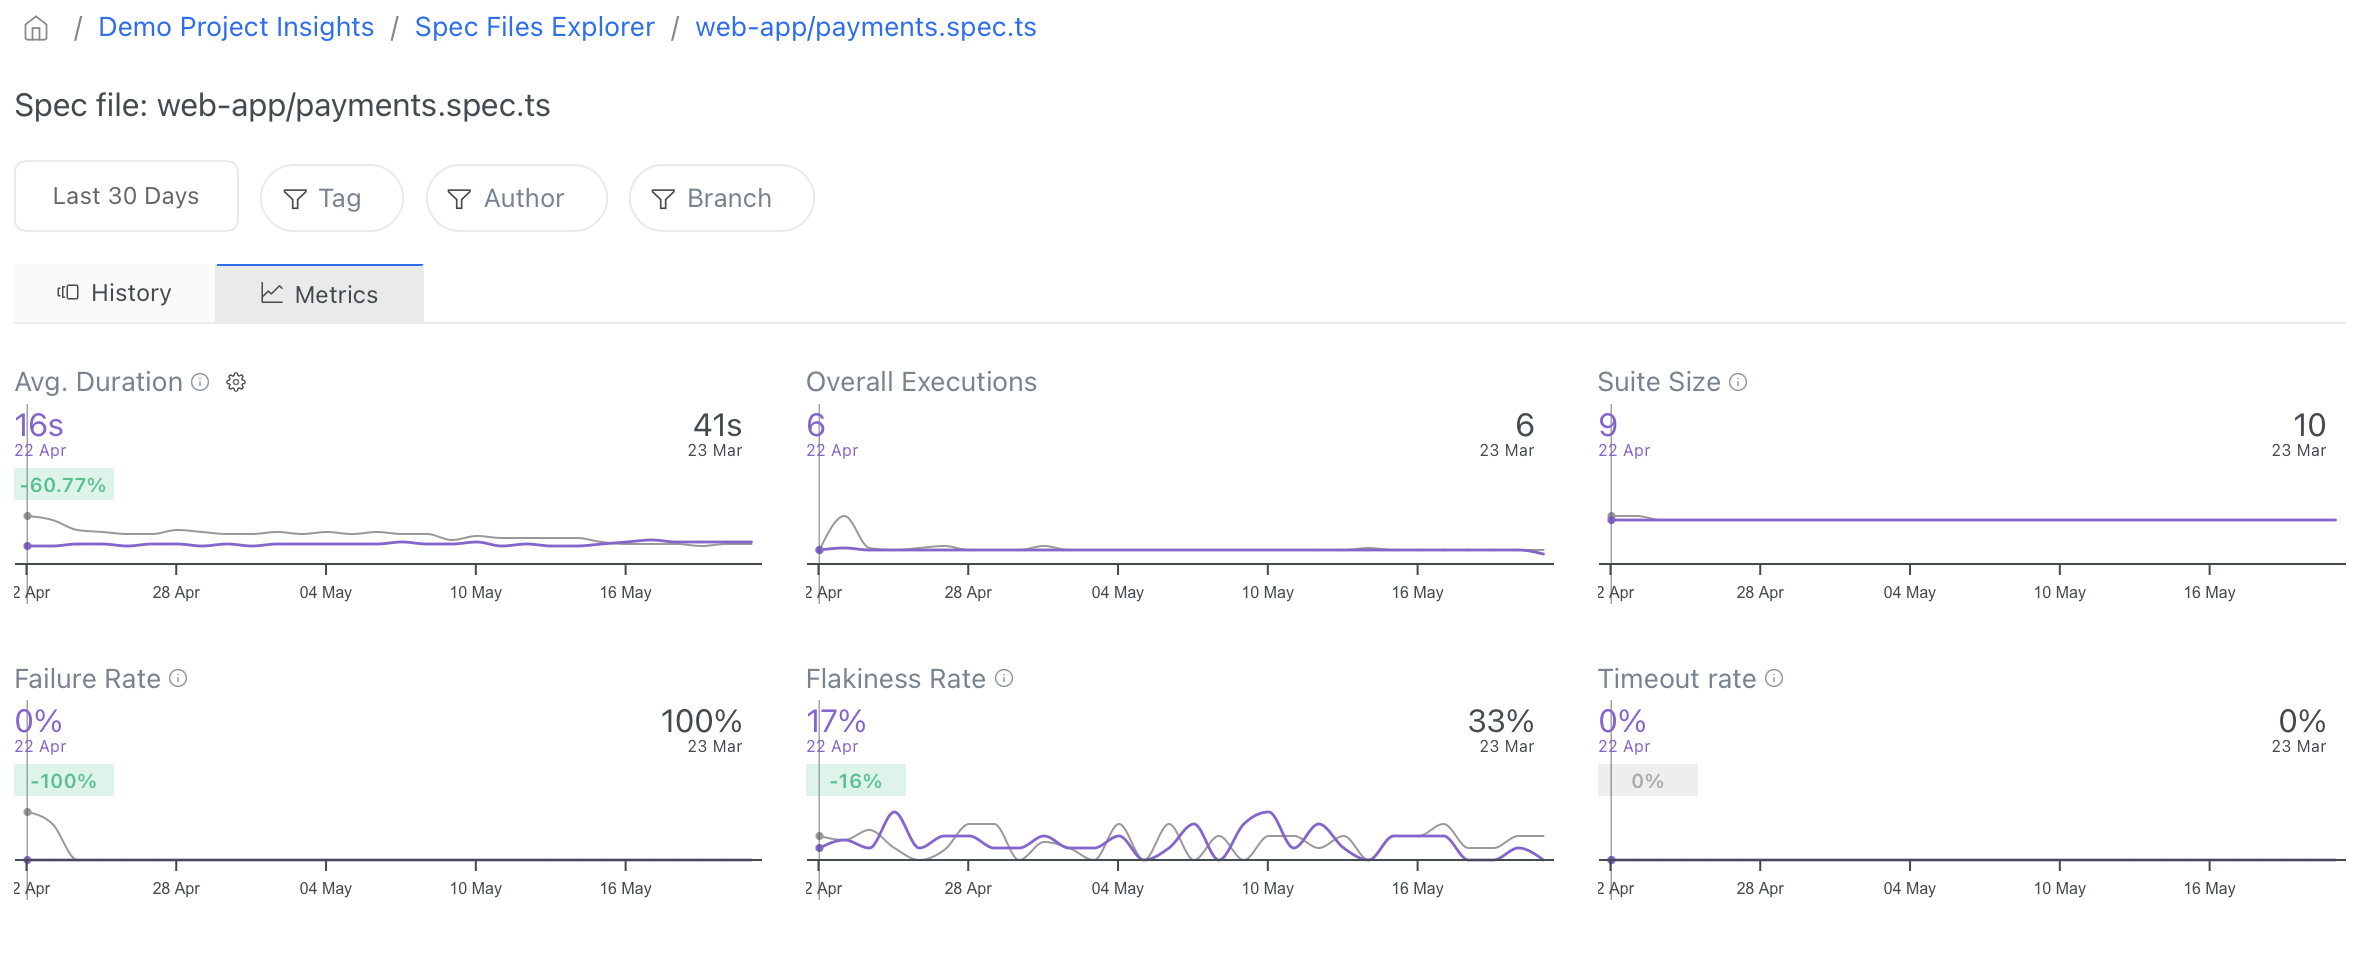 / Demo Project Insights / Spec Files Explorer / web-app/payments.spec.ts
Spec file: web-app/payments.spec.ts
Last 30 Days
Tag
Author
Branch
History
Metrics
Avg. Duration
16s
22 Apr
41s
23 Mar
-60.77%
2 Apr 28 Apr 04 May 10 May 16 May
Overall Executions
6
22 Apr
6
23 Mar
2 Apr 28 Apr 04 May 10 May 16 May
Suite Size
9
22 Apr
10
23 Mar
2 Apr 28 Apr 04 May 10 May 16 May
Failure Rate
0%
22 Apr
100%
23 Mar
-100%
2 Apr 28 Apr 04 May 10 May 16 May
Flakiness Rate
17%
22 Apr
33%
23 Mar
-16%
2 Apr 28 Apr 04 May 10 May 16 May
Timeout rate
0%
22 Apr
0%
23 Mar
0%
2 Apr 28 Apr 04 May 10 May 16 May